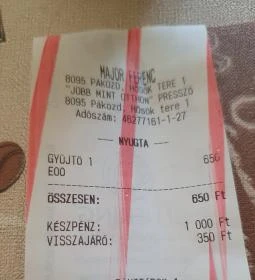 MAJOR FERENC
8095 PÁKOZD, HŐSÖK TERE 1
"JOBB MINT OTTHON" PRESSZÓ
8095 Pákozd, Hősök tere 1
Adószám: 46277161-1-27
NYUGTA
GYŰJTŐ 1 650
E00
ÖSSZESEN: 650 Ft
KÉSZPÉNZ: 1 000 Ft
VISSZAJÁRÓ: 350 Ft